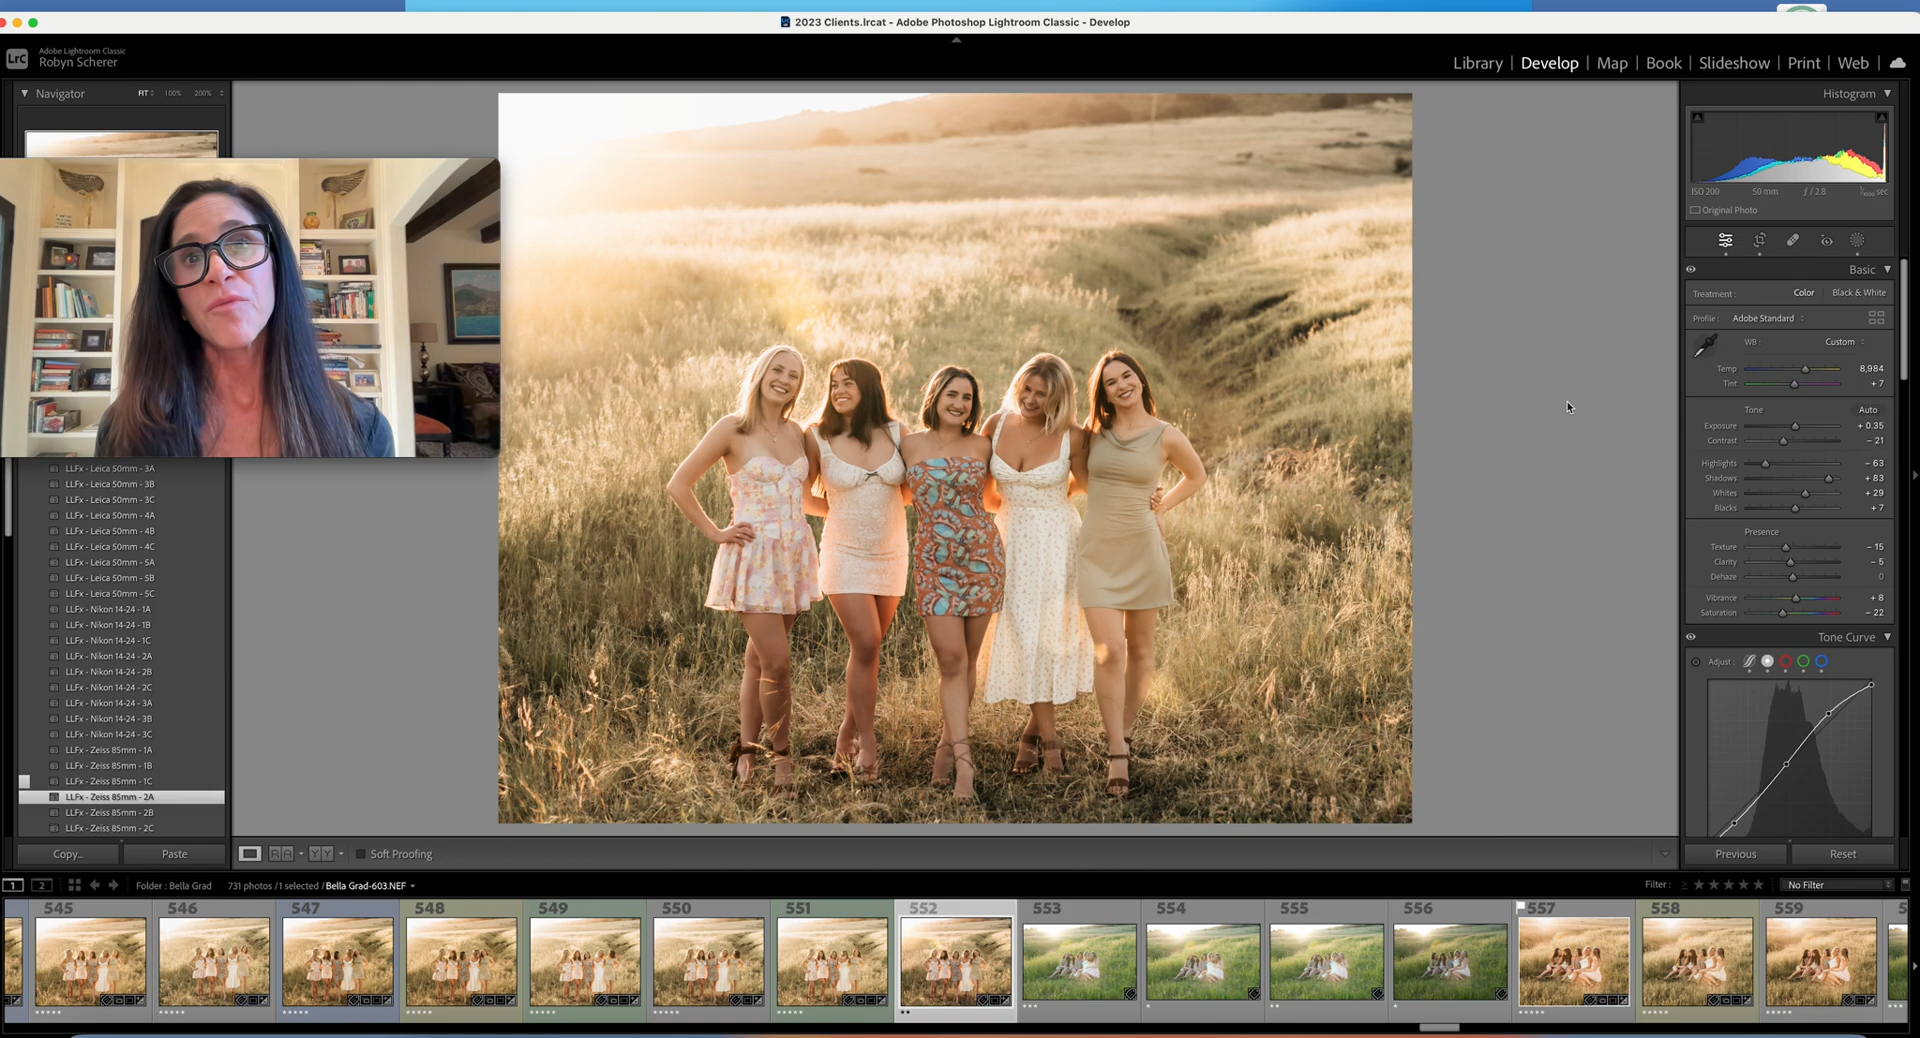 2023 Clients.lrcat - Adobe Photoshop Lightroom Classic - Develop
LrC
Adobe Lightroom Classic
Robyn Scherer
Library | Develop | Map | Book | Slideshow | Print | Web |
Navigator
FIT
100%
200%
LLFx - Leica 50mm - 3A
LLFx - Leica 50mm - 3B
LLFx - Leica 50mm - 3C
LLFx - Leica 50mm - 4A
LLFx - Leica 50mm - 4B
LLFx - Leica 50mm - 4C
LLFx - Leica 50mm - 5A
LLFx - Leica 50mm - 5B
LLFx - Leica 50mm - 5C
LLFx - Nikon 14-24 - 1A
LLFx - Nikon 14-24 - 1B
LLFx - Nikon 14-24 - 1C
LLFx - Nikon 14-24 - 2A
LLFx - Nikon 14-24 - 2B
LLFx - Nikon 14-24 - 2C
LLFx - Nikon 14-24 - 3A
LLFx - Nikon 14-24 - 3B
LLFx - Nikon 14-24 - 3C
LLFx - Zeiss 85mm - 1A
LLFx - Zeiss 85mm - 1B
LLFx - Zeiss 85mm - 1C
LLFx - Zeiss 85mm - 2A
LLFx - Zeiss 85mm - 2B
LLFx - Zeiss 85mm - 2C
Copy...
Paste
Soft Proofing
Histogram
ISO 200
50 mm
ƒ / 2.8
sec
Original Photo
Basic
Treatment :
Color
Black & White
Profile :
Adobe Standard
WB :
Custom
Temp
8,984
Tint
+ 7
Tone
Auto
Exposure
+ 0.35
Contrast
– 21
Highlights
– 63
Shadows
+ 83
Whites
+ 29
Blacks
+ 7
Presence
Texture
– 15
Clarity
– 5
Dehaze
0
Vibrance
+ 8
Saturation
– 22
Tone Curve
Adjust :
Previous
Reset
1
2
Folder : Bella Grad
731 photos / 1 selected / Bella Grad-603.NEF
Filter :
No Filter
545
546
547
548
549
550
551
552
553
554
555
556
557
558
559
5